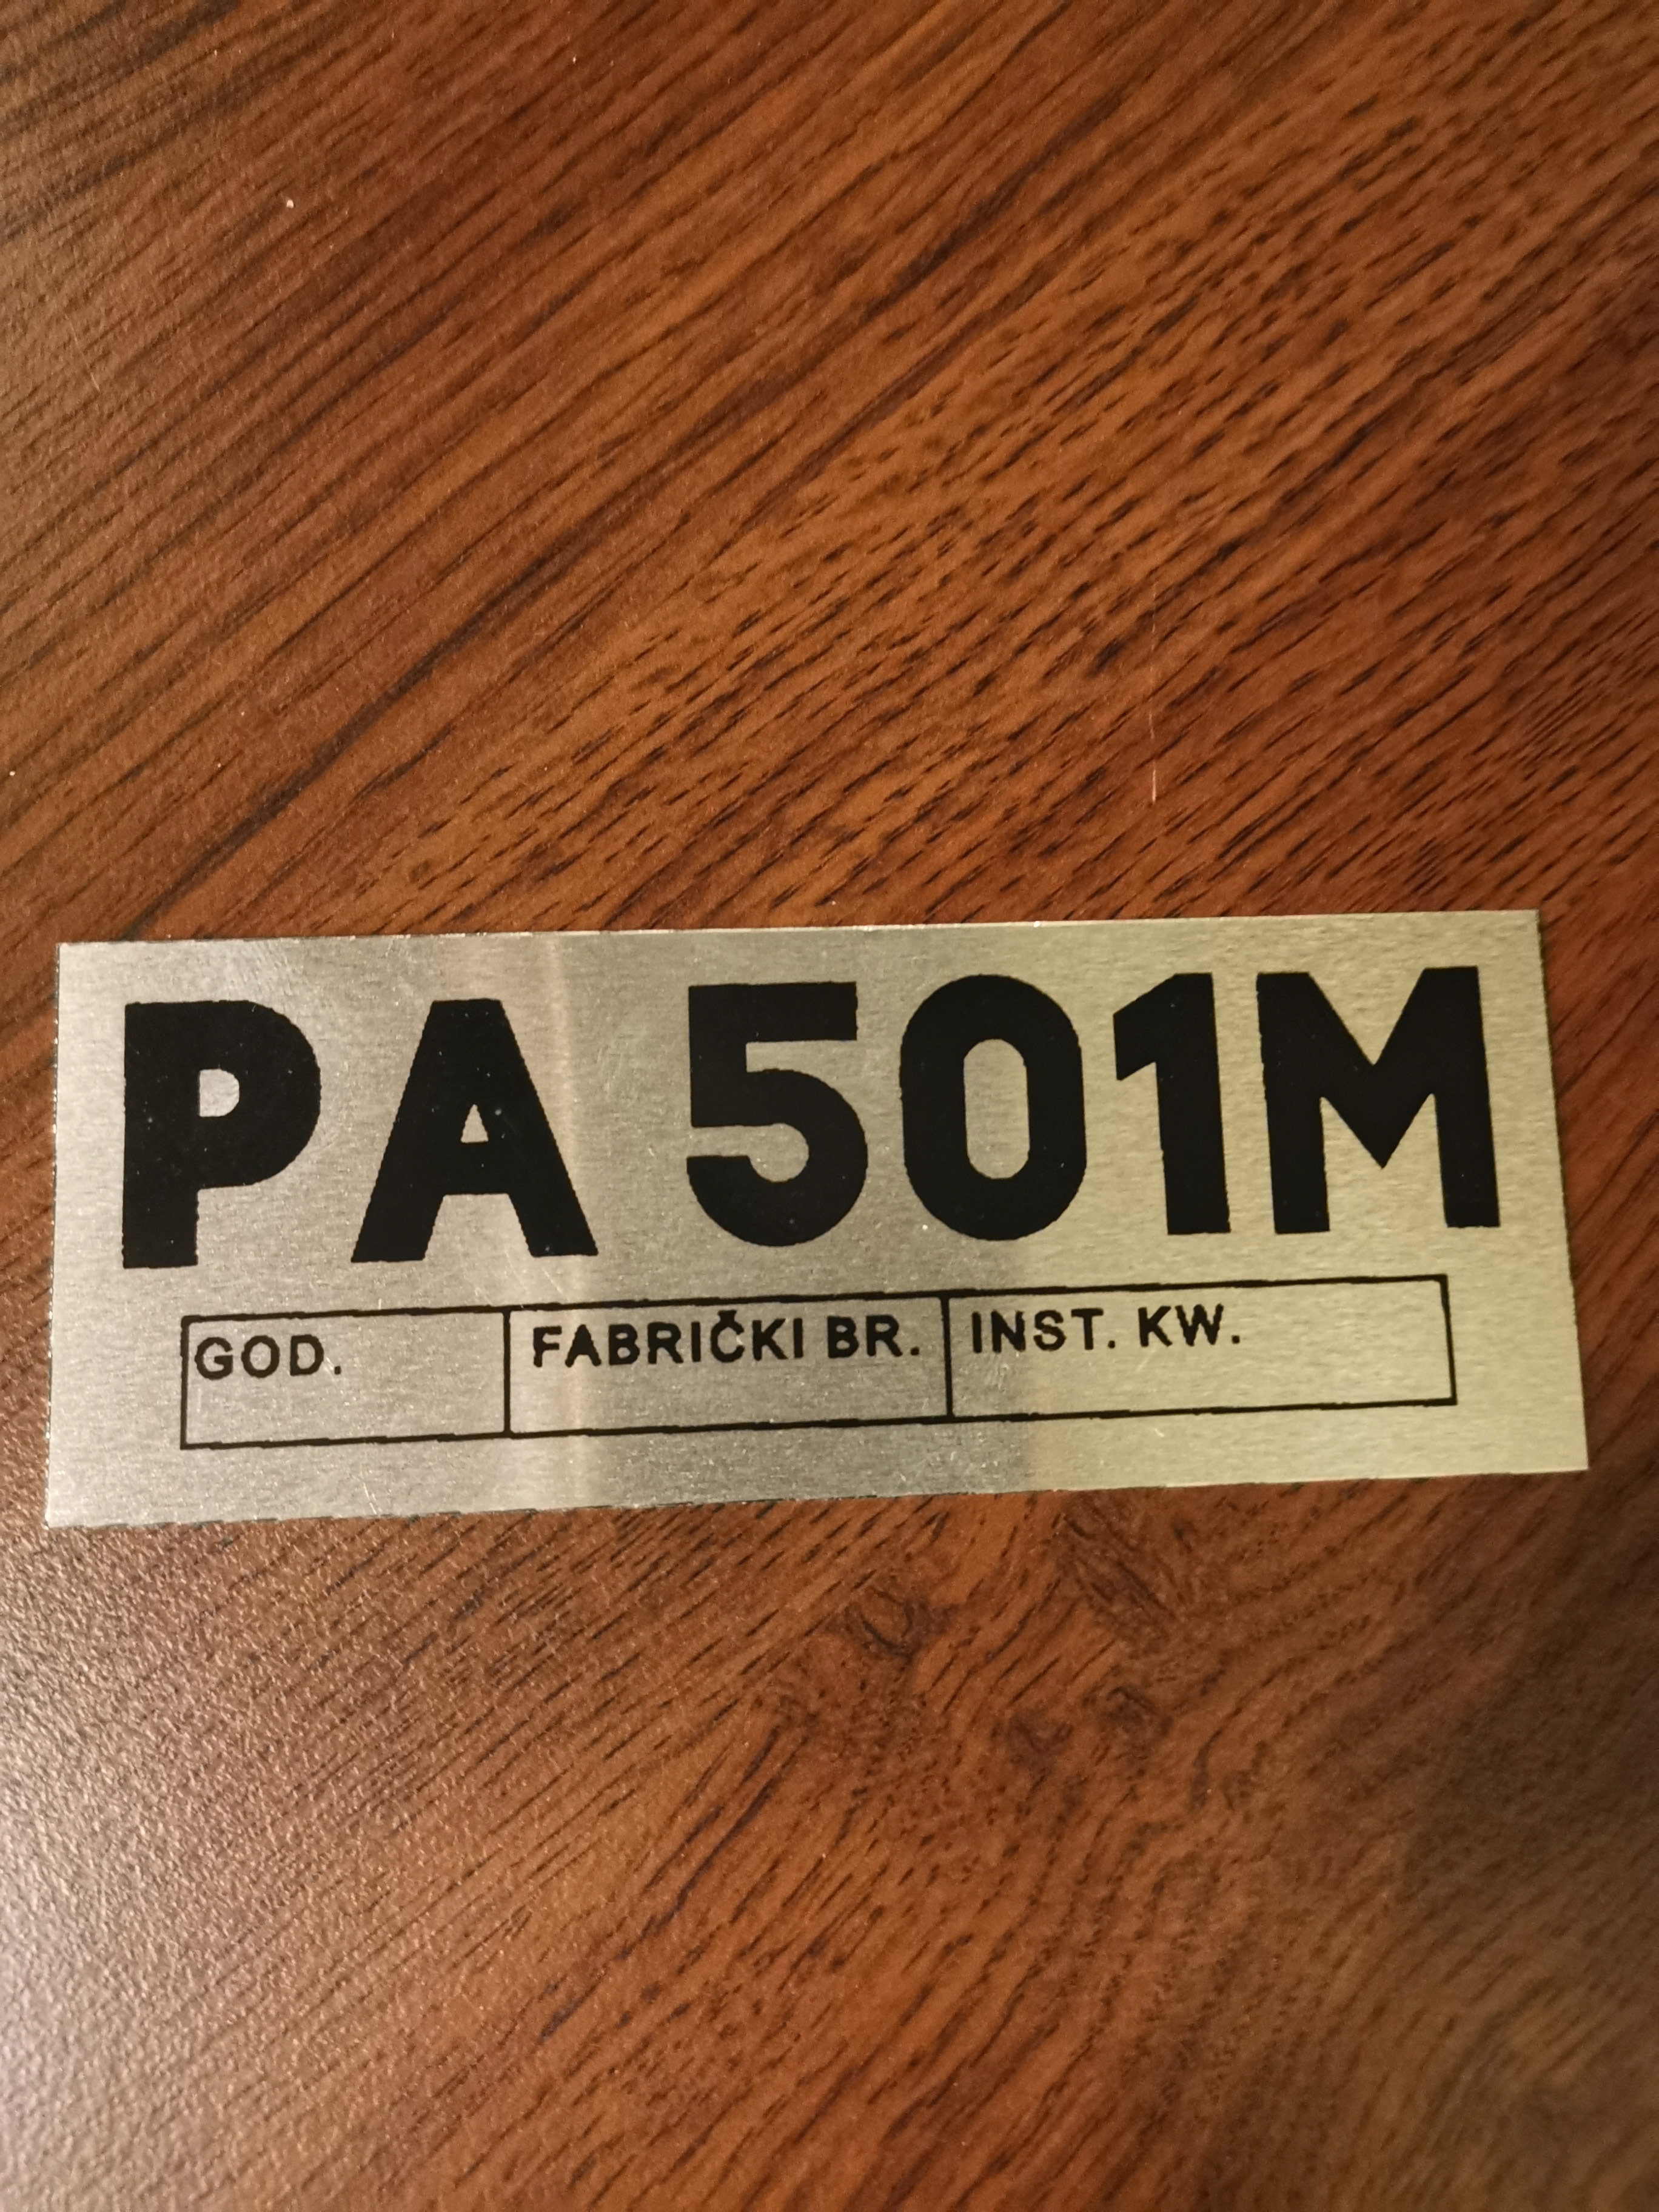 PA 501M
GOD. FABRIČKI BR. INST. KW.